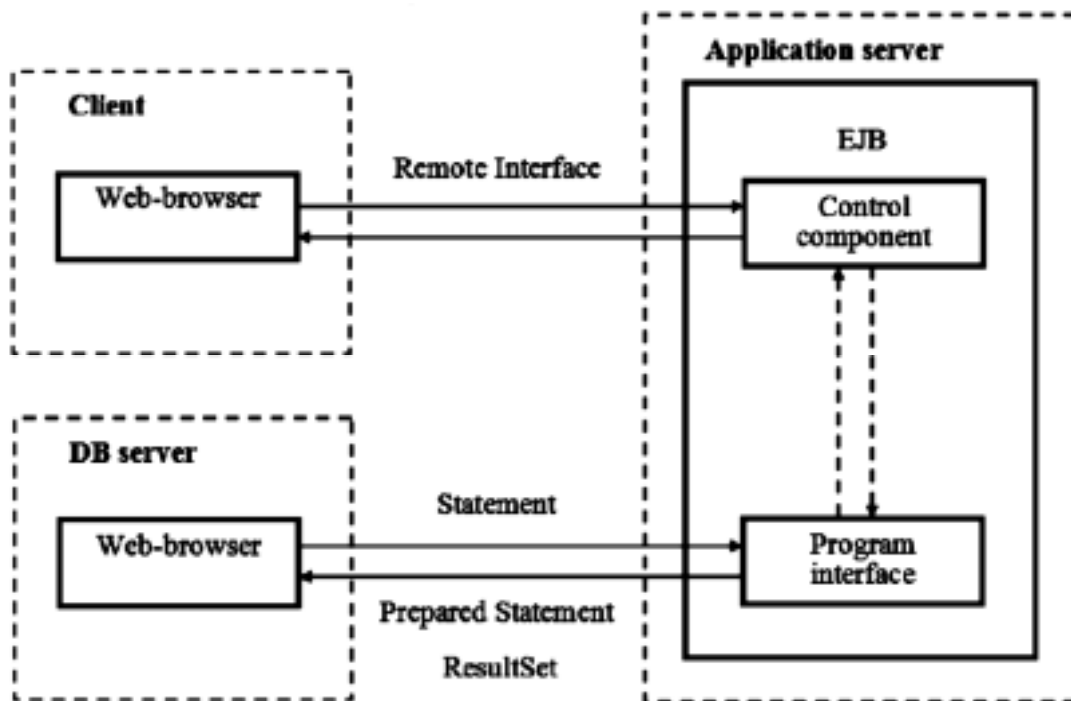 Application server
Client
EJB
Remote Interface
Web-browser
Control
component
DB server
Statement
Web-browser
Program
interface
Prepared Statement
ResultSet